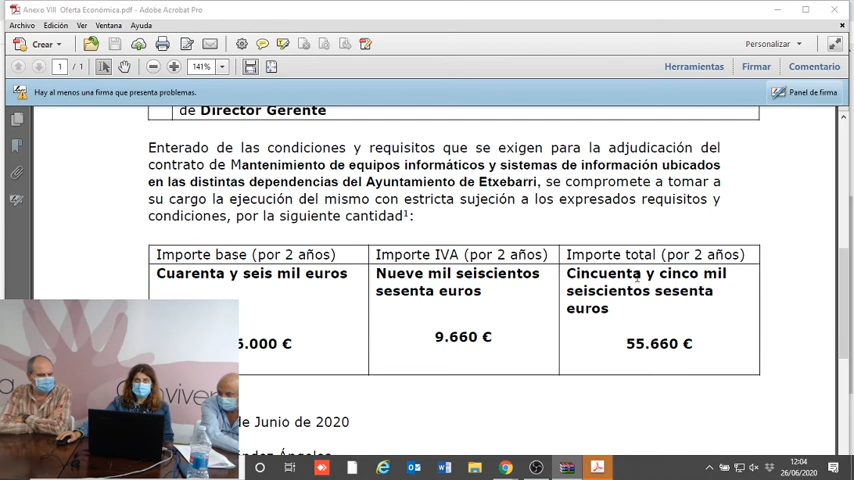 Anexo VIII Oferta Económica.pdf - Adobe Acrobat Pro
Archivo Edición Ver Ventana Ayuda
Crear Personalizar
1 / 1 141% Herramientas Firmar Comentario
Hay al menos una firma que presenta problemas. Panel de firma
de Director Gerente
Enterado de las condiciones y requisitos que se exigen para la adjudicación del
contrato de Mantenimiento de equipos informáticos y sistemas de información ubicados
en las distintas dependencias del Ayuntamiento de Etxebarri, se compromete a tomar a
su cargo la ejecución del mismo con estricta sujeción a los expresados requisitos y
condiciones, por la siguiente cantidad¹:
Importe base (por 2 años) Importe IVA (por 2 años) Importe total (por 2 años)
Cuarenta y seis mil euros Nueve mil seiscientos Cincuenta y cinco mil
sesenta euros seiscientos sesenta
euros
6.000 € 9.660 € 55.660 €
de Junio de 2020
Ángeles
12:04
26/06/2020